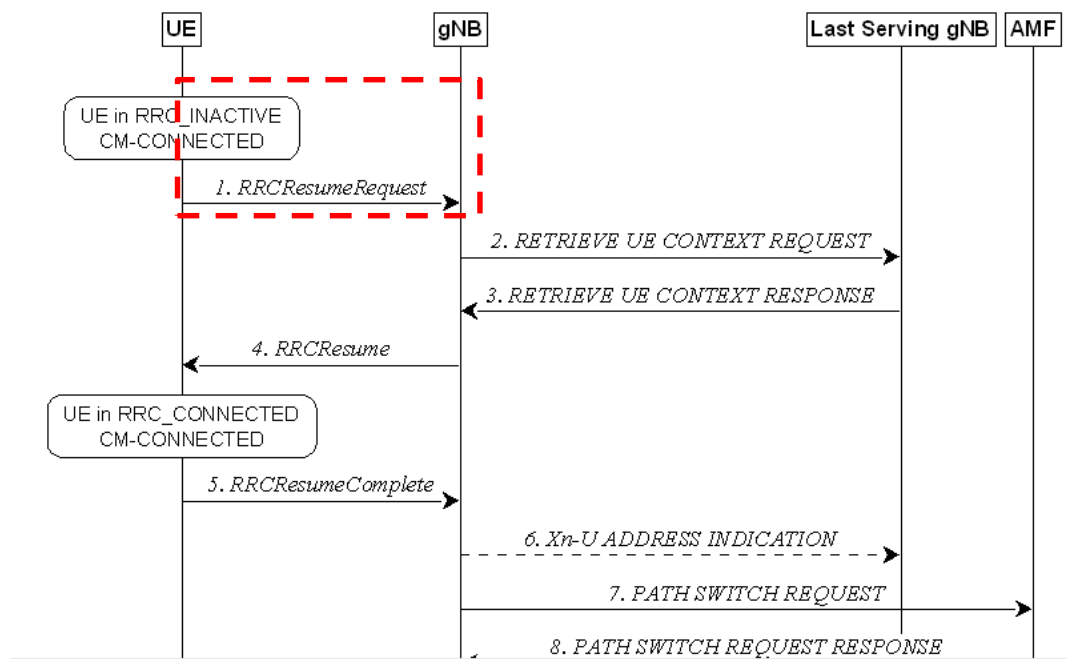 UE
gNB
Last Serving gNB
AMF
UE in RRC_INACTIVE
CM-CONNECTED
1. RRCResumeRequest
2. RETRIEVE UE CONTEXT REQUEST
3. RETRIEVE UE CONTEXT RESPONSE
4. RRCResume
UE in RRC_CONNECTED
CM-CONNECTED
5. RRCResumeComplete
6. Xn-U ADDRESS INDICATION
7. PATH SWITCH REQUEST
8. PATH SWITCH REQUEST RESPONSE